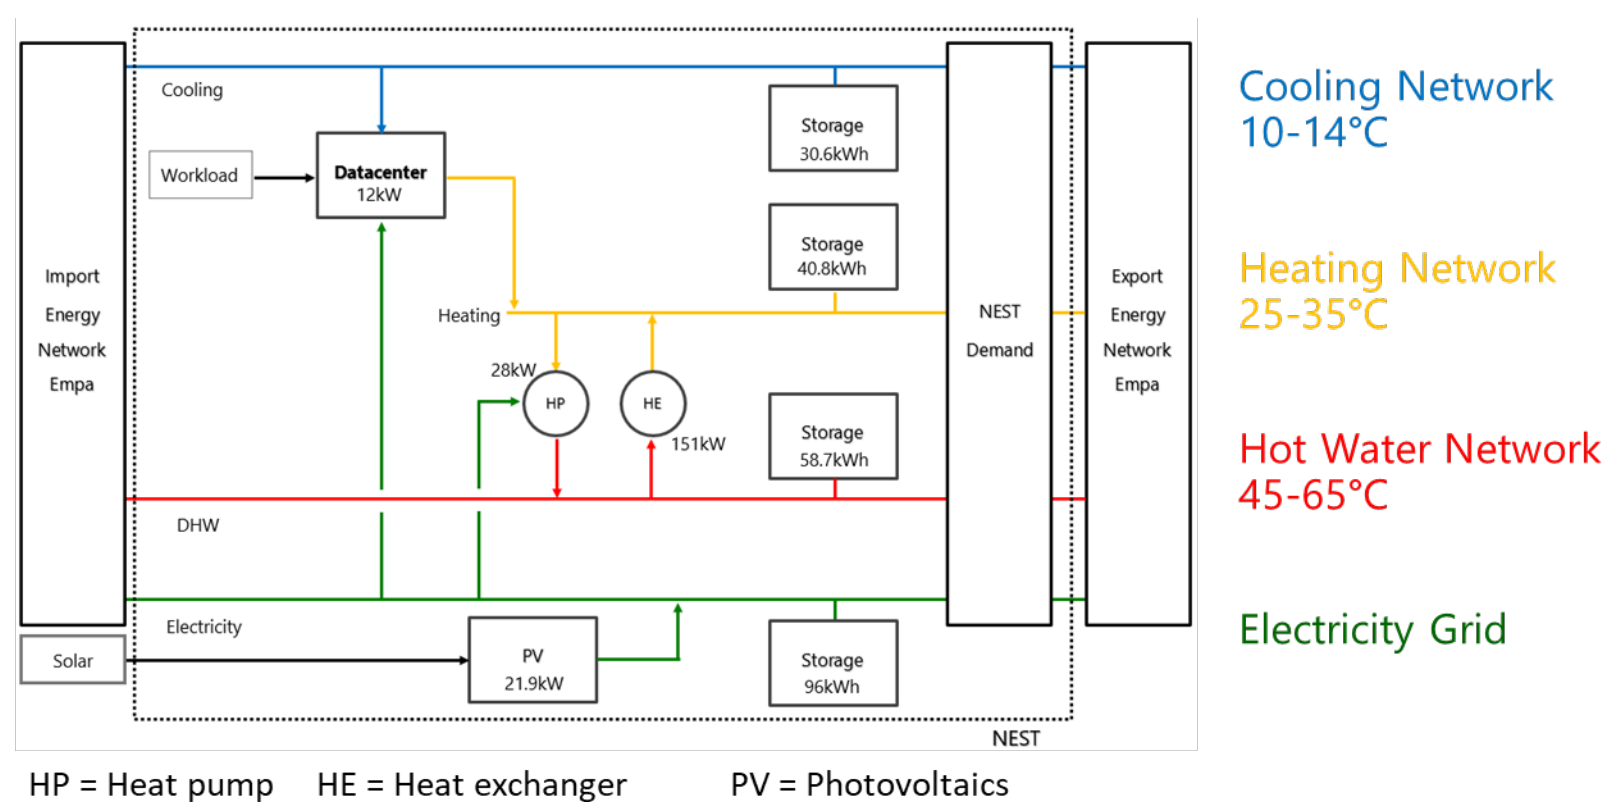 Cooling
Workload
Datacenter
12kW
Storage
30.6kWh
Storage
40.8kWh
Import
Energy
Network
Empa
Heating
28kW
HP
HE
151kW
Storage
58.7kWh
NEST
Demand
Export
Energy
Network
Empa
DHW
Electricity
Solar
PV
21.9kW
Storage
96kWh
NEST
Cooling Network
10-14°C
Heating Network
25-35°C
Hot Water Network
45-65°C
Electricity Grid
HP = Heat pump HE = Heat exchanger PV = Photovoltaics